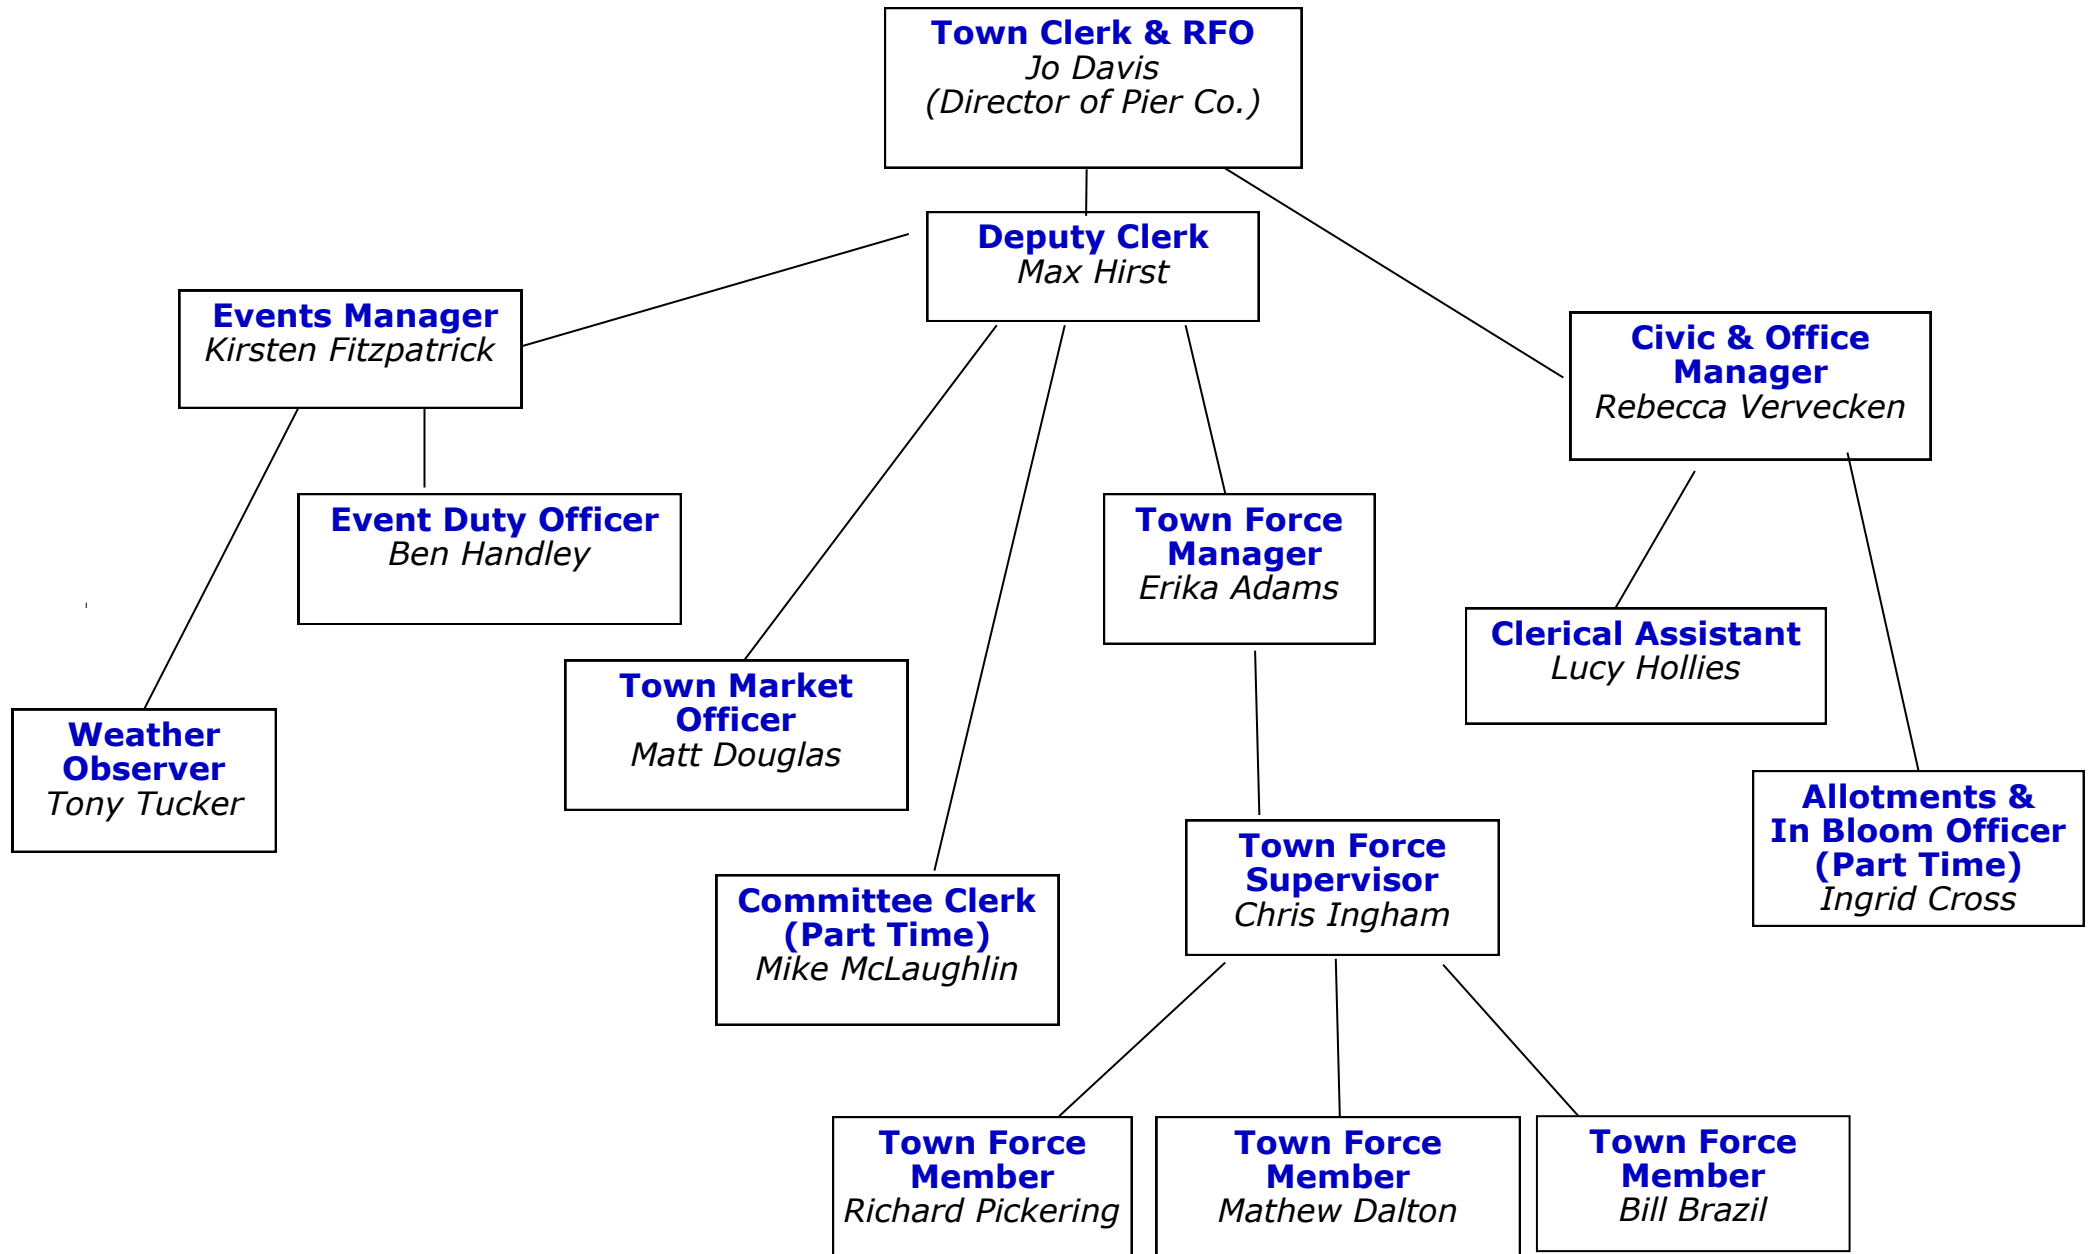 Town Clerk & RFO
Jo Davis
(Director of Pier Co.)
Deputy Clerk
Max Hirst
Events Manager
Kirsten Fitzpatrick
Civic & Office
Manager
Rebecca Vervecken
Event Duty Officer
Ben Handley
Town Force
Manager
Erika Adams
Clerical Assistant
Lucy Hollies
Town Market
Officer
Matt Douglas
Weather
Observer
Tony Tucker
Allotments &
In Bloom Officer
(Part Time)
Ingrid Cross
Town Force
Supervisor
Chris Ingham
Committee Clerk
(Part Time)
Mike McLaughlin
Town Force
Member
Richard Pickering
Town Force
Member
Mathew Dalton
Town Force
Member
Bill Brazil